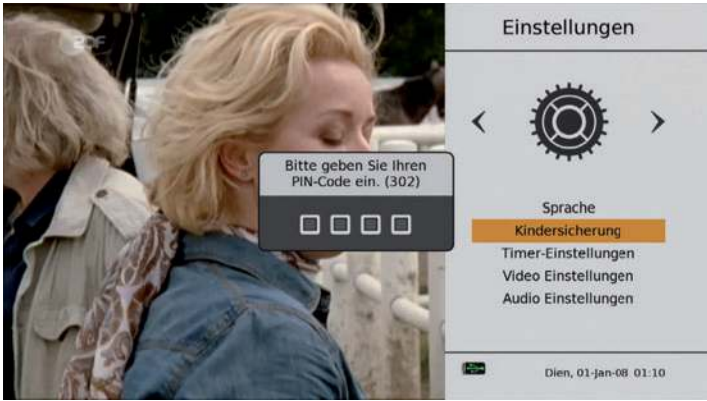 ZDF
Einstellungen
Bitte geben Sie Ihren
PIN-Code ein. (302)
Sprache
Kindersicherung
Timer-Einstellungen
Video Einstellungen
Audio Einstellungen
Dien, 01-Jan-08 01:10